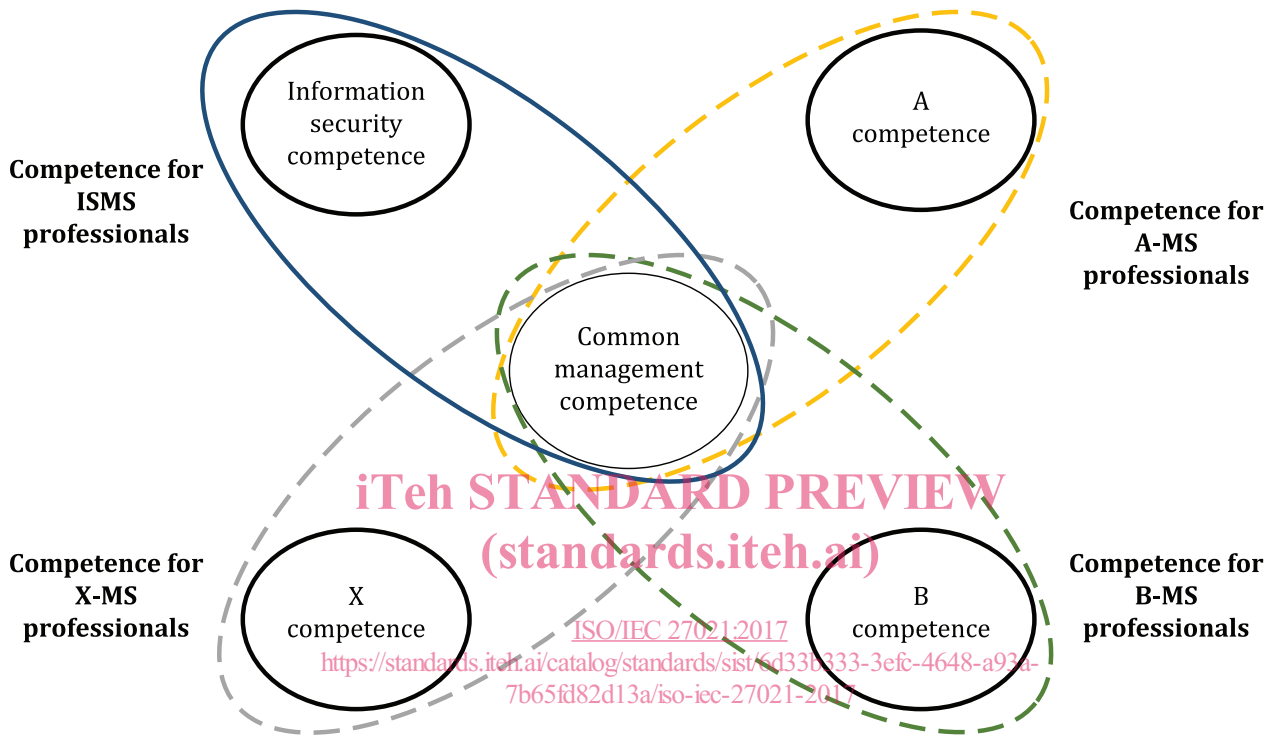 Information
security
competence
A
competence
Competence for
ISMS
professionals
Competence for
A-MS
professionals
Common
management
competence
iTeh STANDARD PREVIEW
(standards.iteh.ai)
Competence for
X-MS
professionals
X
competence
B
competence
Competence for
B-MS
professionals
ISO/IEC 27021:2017
https://standards.iteh.ai/catalog/standards/sist/6d33b333-3efc-4648-a93a-
7b65fd82d13a/iso-iec-27021-2017